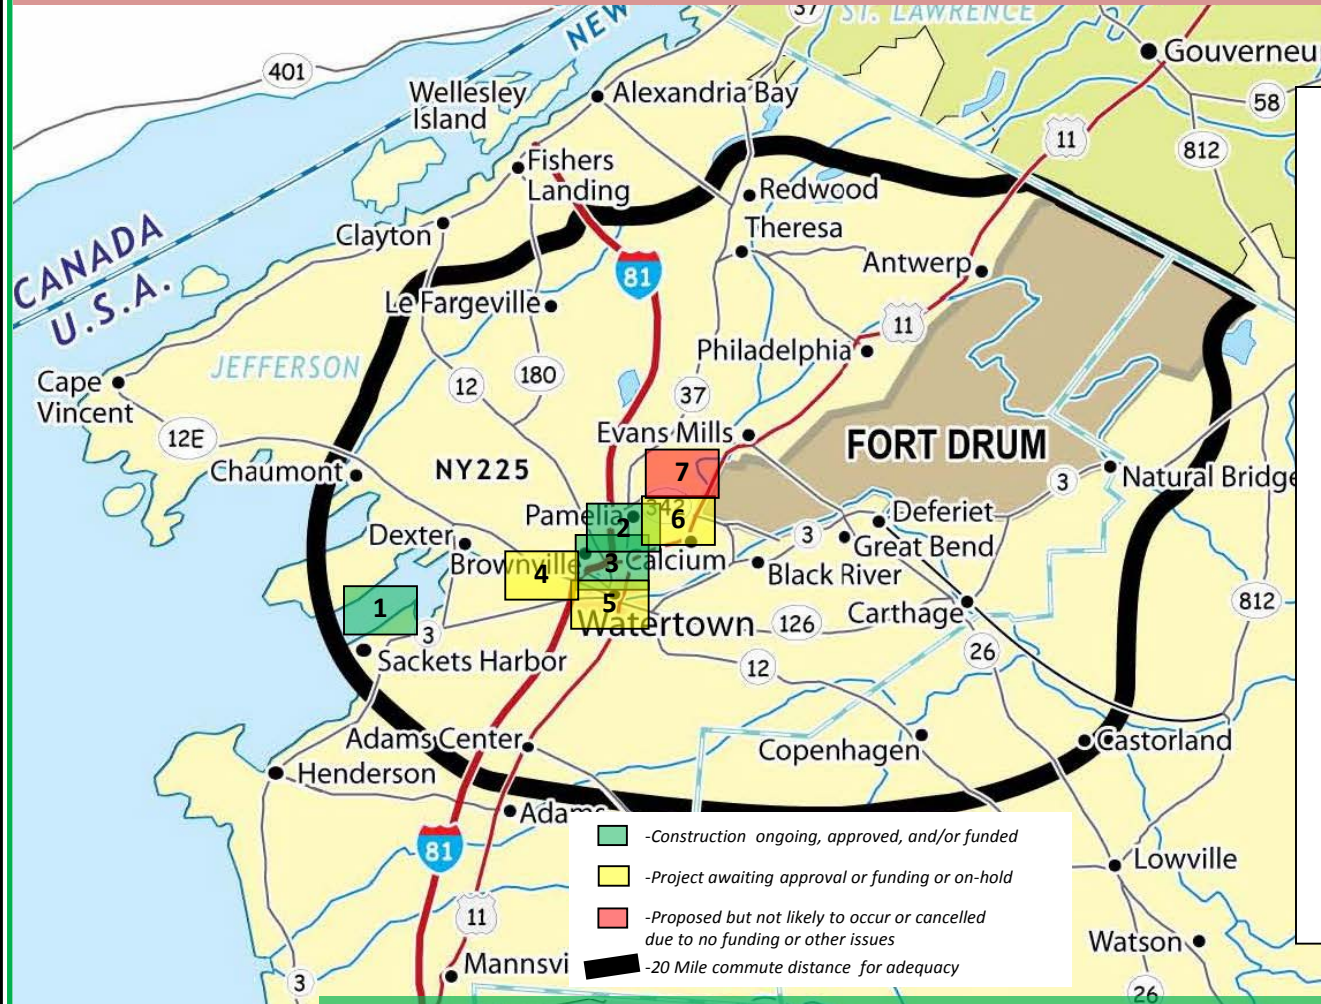 37
ST. LAWRENCE
NEW
Gouverneu
401
58
Wellesley
Island
Alexandria Bay
11
812
Fishers
Landing
Redwood
Clayton
Theresa
CANADA
U.S.A.
81
Antwerp
Le Fargeville
11
JEFFERSON
Philadelphia
Cape
Vincent
12
180
37
12E
Evans Mills
FORT DRUM
Chaumont
NY225
7
Natural Bridge
3
342
Pamelia
2
6
Deferiet
Dexter
3
Great Bend
Brownville
3
Calcium
4
Black River
1
5
Carthage
812
Watertown
126
3
26
Sackets Harbor
12
Adams Center
Copenhagen
Castorland
Henderson
Adams
-Construction ongoing, approved, and/or funded
81
Lowville
-Project awaiting approval or funding or on-hold
11
-Proposed but not likely to occur or cancelled
due to no funding or other issues
Watson
Mannsvi
-20 Mile commute distance for adequacy
3
26